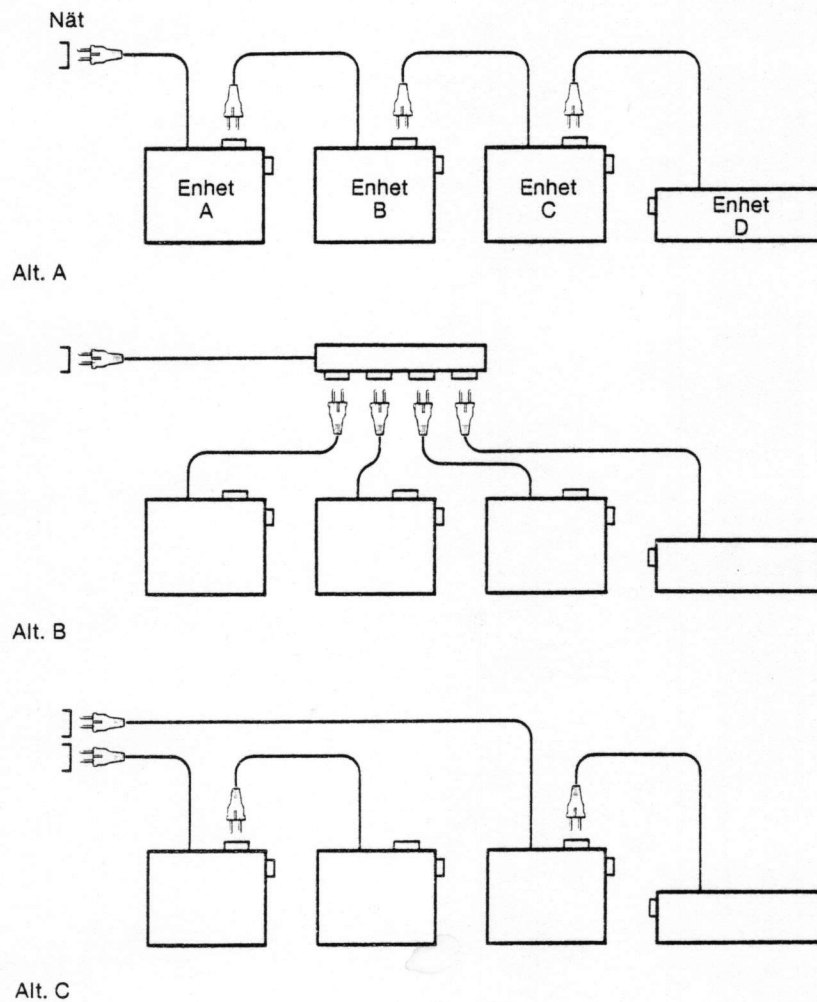 Nät
Enhet
A
Enhet
B
Enhet
C
Enhet
D
Alt. A
Alt. B
Alt. C